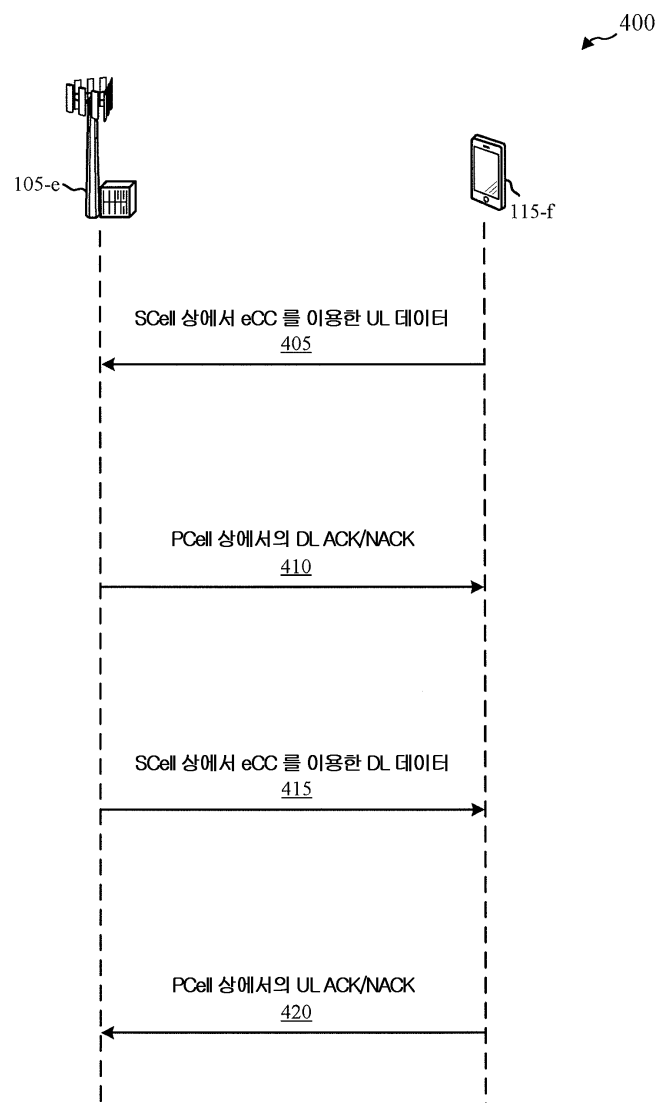 400
105-e
115-f
SCell 상에서 eCC 를 이용한 UL 데이터
405
PCell 상에서의 DL ACK/NACK
410
SCell 상에서 eCC 를 이용한 DL 데이터
415
PCell 상에서의 UL ACK/NACK
420